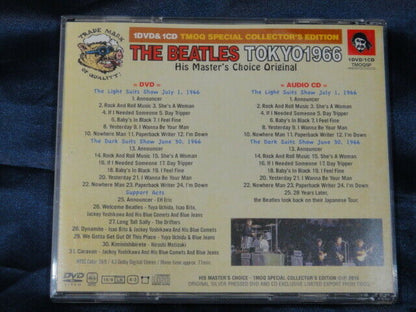 TRADE MARK
OF QUALITY!
1DVD&1CD TMOQ SPECIAL COLLECTOR'S EDITION
THE BEATLES TOKYO1966
His Master's Choice Original
1DVD·1CD
= DVD =
The Light Suits Show July 1, 1966
1. Announcer
2. Rock And Roll Music 3. She's A Woman
4. If I Needed Someone 5. Day Tripper
6. Baby's In Black 7. I Feel Fine
8. Yesterday 9. I Wanna Be Your Man
10. Nowhere Man 11. Paperback Writer 12. I'm Down
The Dark Suits Show June 30, 1966
13. Announcer
14. Rock And Roll Music 15. She's A Woman
16. If I Needed Someone 17. Day Tripper
18. Baby's In Black 19. I Feel Fine
20. Yesterday 21. I Wanna Be Your Man
22. Nowhere Man 23. Paperback Writer 24. I'm Down
Support Acts
25. Announcer - EH Eric
26. Welcome Beatles - Yuya Uchida, Isao Bito,
Jackey Yoshikawa And His Blue Comets And Blue Jeans
27. Long Tall Sally - The Drifters
28. Dynamite - Isao Bito & Jackey Yoshikawa And His Blue Comets And Blue Jeans
29. We Gotta Get Out Of This Place - Yuya Uchida & Blue Jeans
30. Kiminishibireteru - Hiroshi Mochizuki
31. Caravan - Jackey Yoshikawa And His Blue Comets And Blue Jeans
= AUDIO CD =
The Light Suits Show July 1, 1966
1. Announcer
2. Rock And Roll Music 3. She's A Woman
4. If I Needed Someone 5. Day Tripper
6. Baby's In Black 7. I Feel Fine
8. Yesterday 9. I Wanna Be Your Man
10. Nowhere Man 11. Paperback Writer 12. I'm Down
The Dark Suits Show June 30, 1966
13. Announcer
14. Rock And Roll Music 15. She's A Woman
16. If I Needed Someone 17. Day Tripper
18. Baby's In Black 19. I Feel Fine
20. Yesterday 21. I Wanna Be Your Man
22. Nowhere Man 23. Paperback Writer 24. I'm Down
25. 28 Years Later,
the Beatles look back on their Japanese Tour.
DVD
HIS MASTER'S CHOICE - TMOQ SPECIAL COLLECTOR'S EDITION
ORIGINAL SILVER PRESSED DVD AND CD EXCLUSIVE LIMITED EXPORT FROM